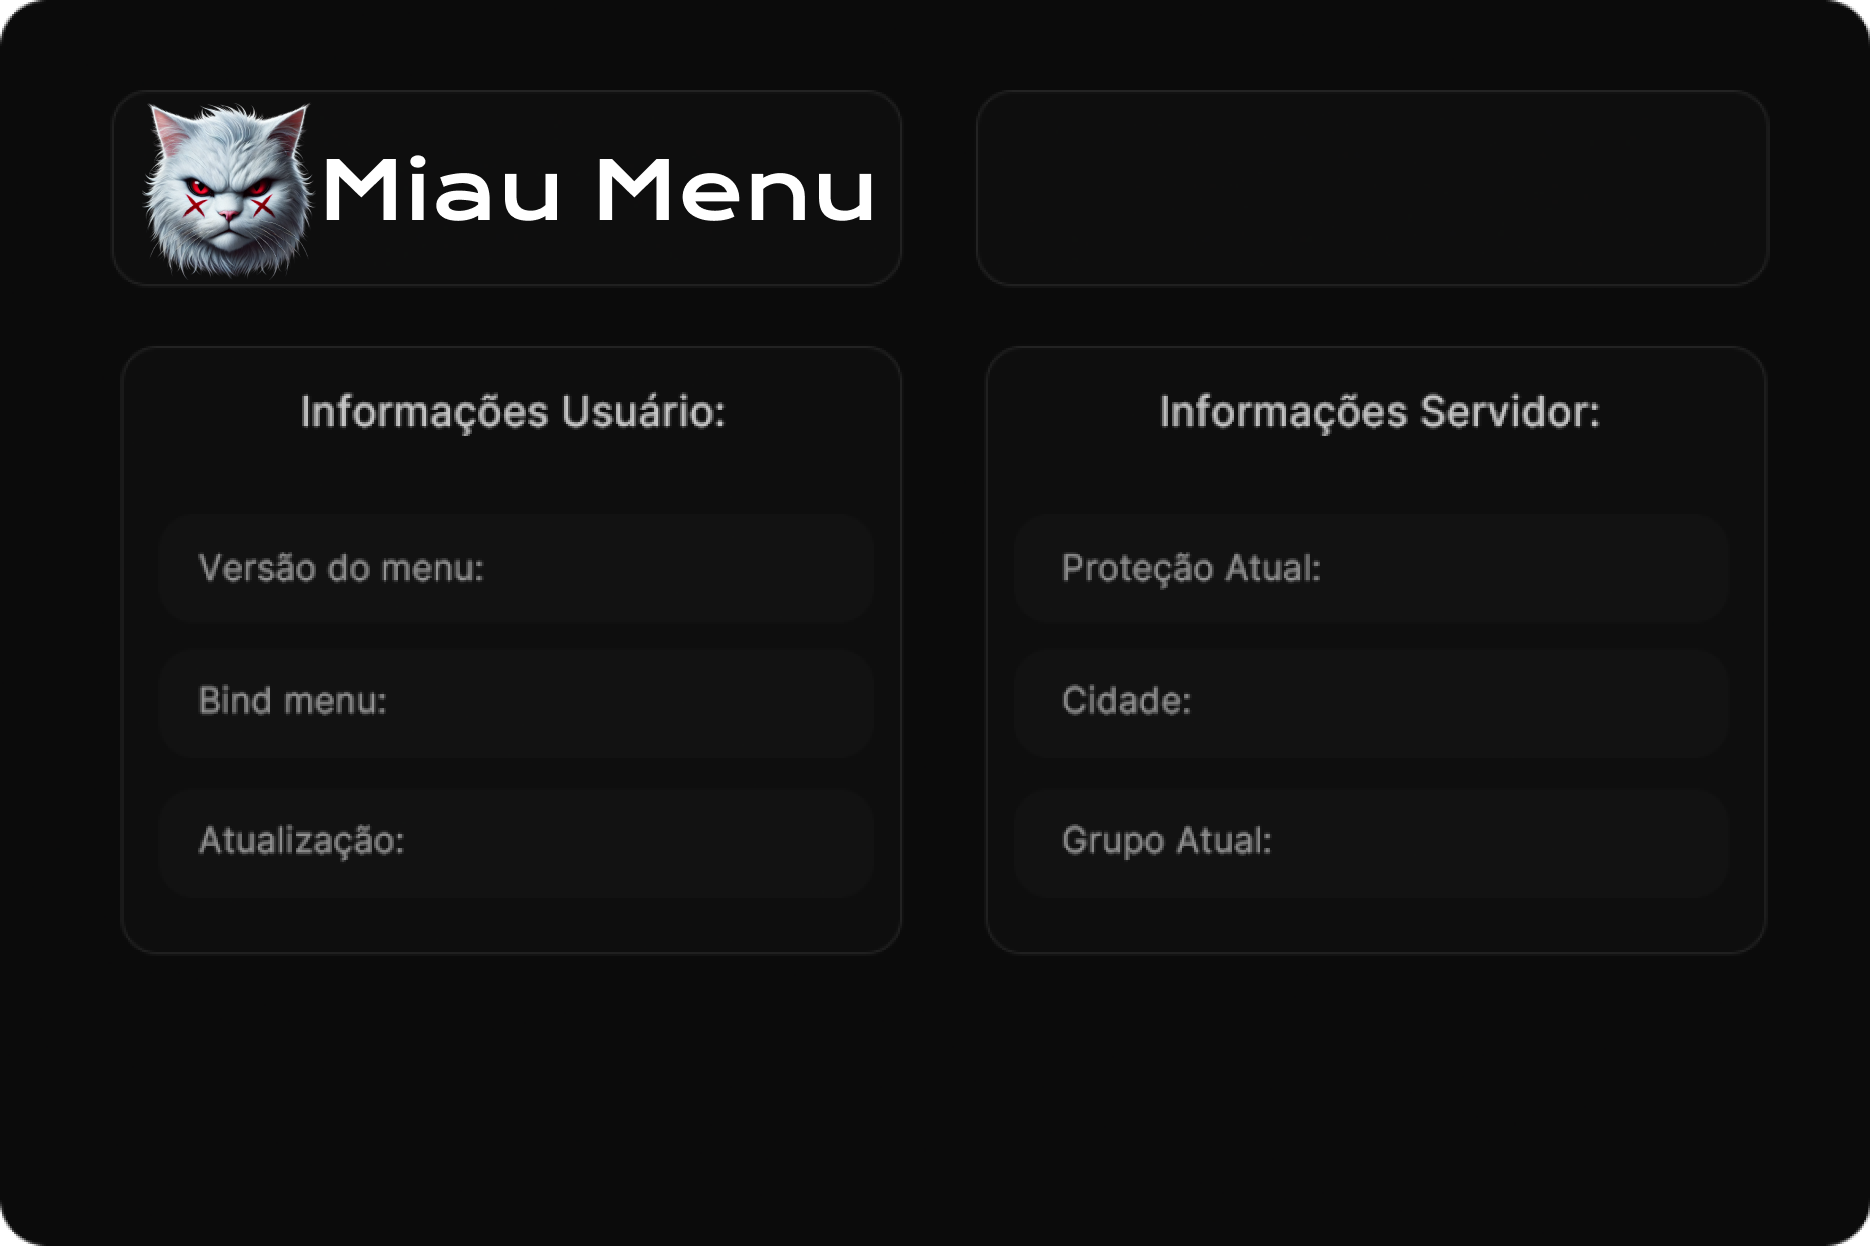 Miau Menu
Informações Usuário:
Versão do menu:
Bind menu:
Atualização:
Informações Servidor:
Proteção Atual:
Cidade:
Grupo Atual: